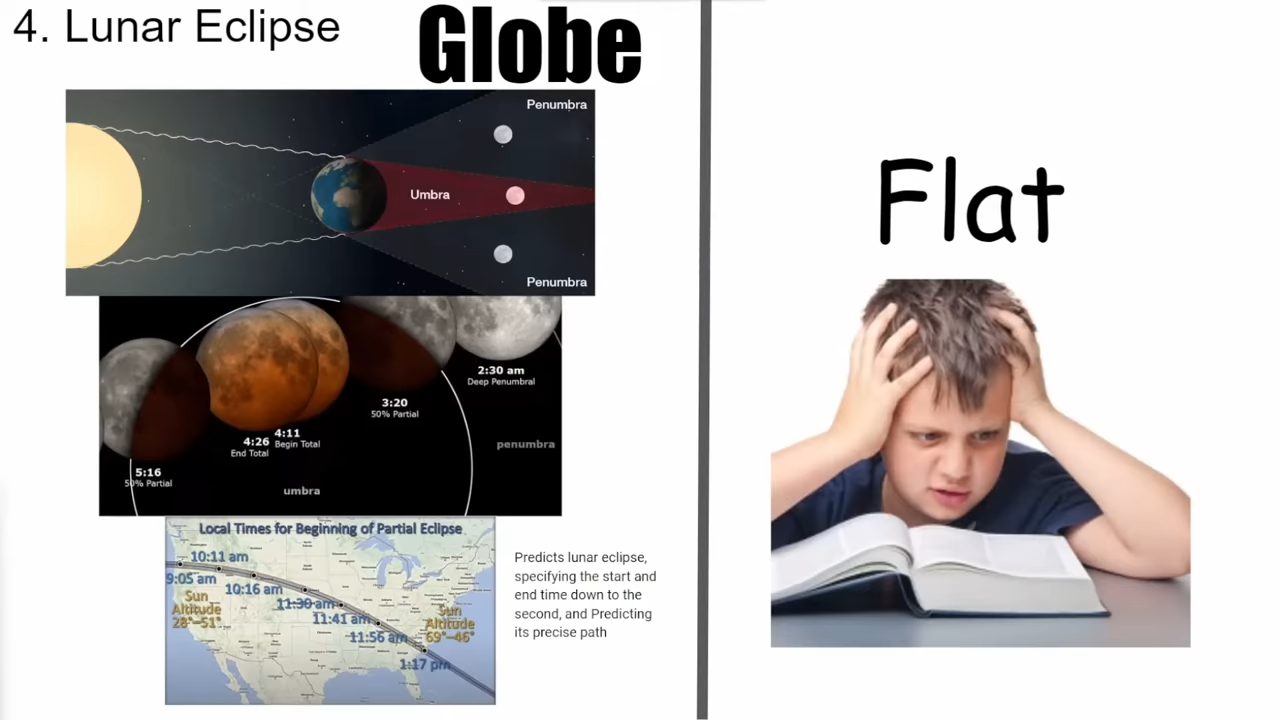 4. Lunar Eclipse
Globe
Penumbra
Umbra
Penumbra
2:30 am
Deep Penumbral
3:20
50% Partial
4:11
Begin Total
4:26
End Total
penumbra
5:16
50% Partial
umbra
Local Times for Beginning of Partial Eclipse
10:11 am
9:05 am
10:16 am
Sun
Altitude
28°–51°
11:30 am
11:41 am
Sun
Altitude
69°–46°
11:56 am
1:17 pm
Predicts lunar eclipse,
specifying the start and
end time down to the
second, and Predicting
its precise path
Flat